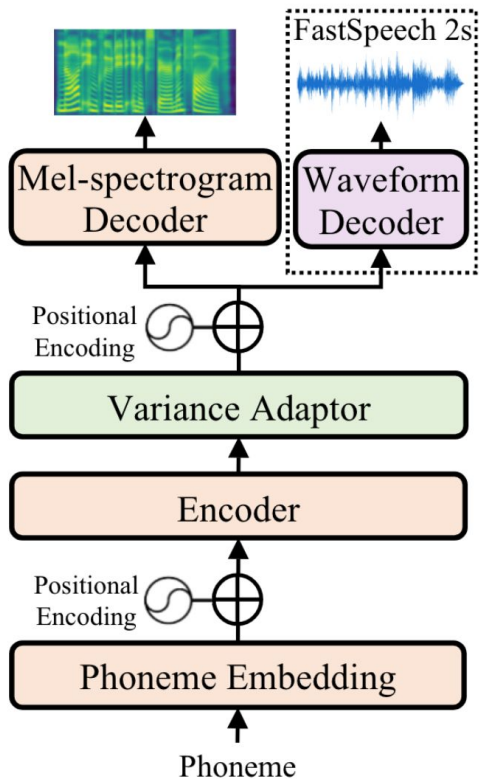 FastSpeech 2s
Mel-spectrogram
Decoder
Waveform
Decoder
Positional
Encoding
Variance Adaptor
Encoder
Positional
Encoding
Phoneme Embedding
Phoneme